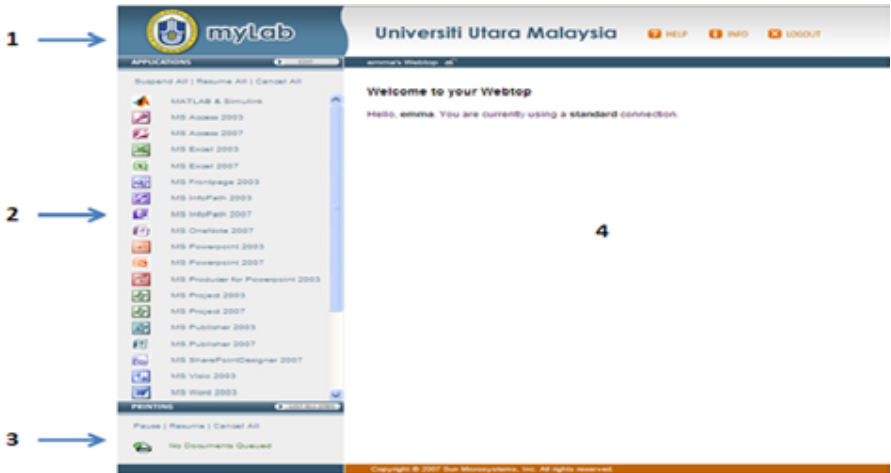 1
myLab
Universiti Utara Malaysia
HELP
INFO
LOGOUT
APPLICATIONS
emma's Webtop
Suspend All | Resume All | Cancel All
MATLAB & Simulink
MS Access 2003
MS Access 2007
MS Excel 2003
MS Excel 2007
MS Frontpage 2003
MS InfoPath 2003
MS InfoPath 2007
MS OneNote 2007
MS Powerpoint 2003
MS Powerpoint 2007
MS Producer for Powerpoint 2003
MS Project 2003
MS Project 2007
MS Publisher 2003
MS Publisher 2007
MS SharePointDesigner 2007
MS Visio 2003
MS Word 2003
2
Welcome to your Webtop
Hello, emma. You are currently using a standard connection.
4
PRINTING
Pause | Resume | Cancel All
3
No Documents Queued
Copyright © 2007 Sun Microsystems, Inc. All rights reserved.